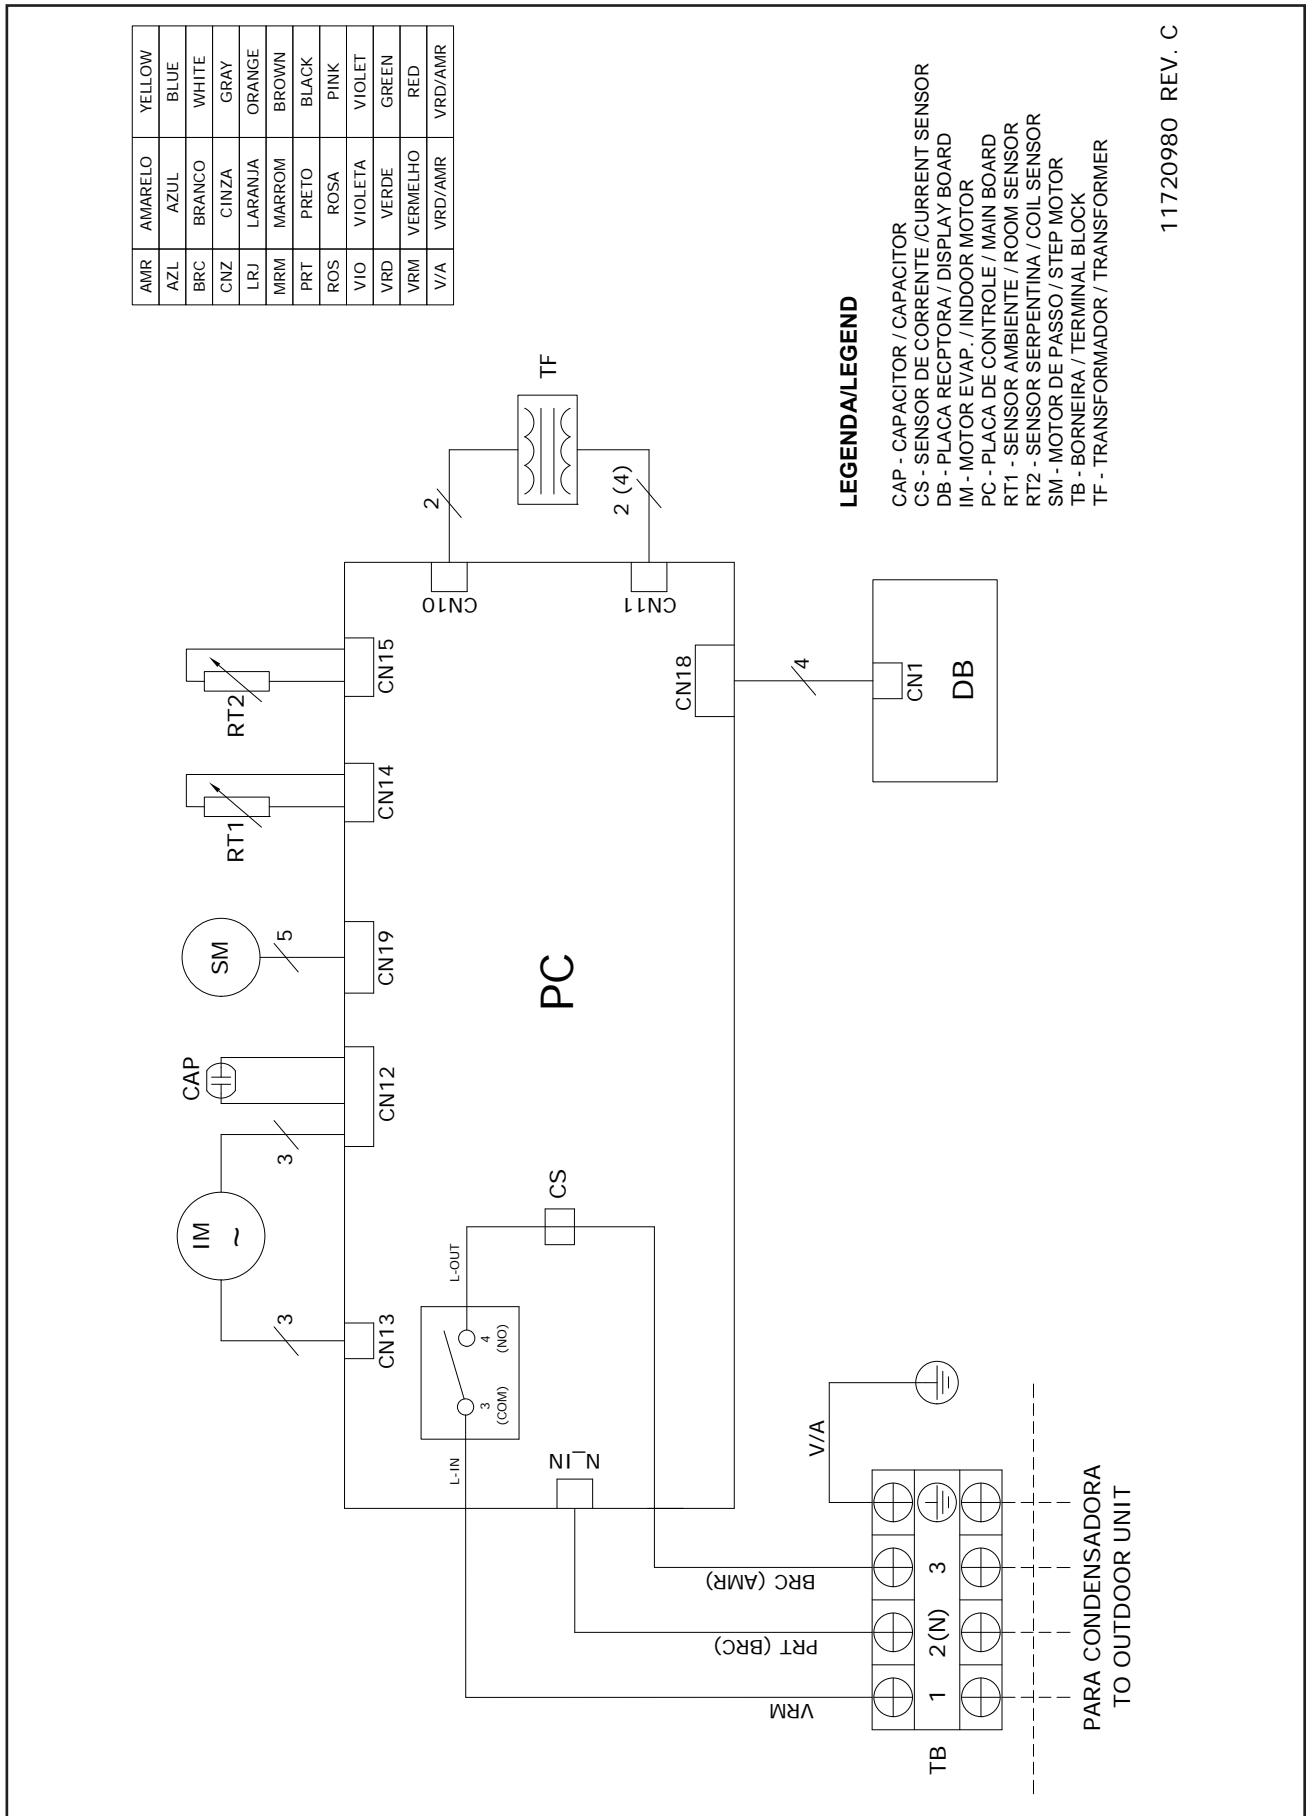 AMR AMARELO YELLOW
AZL AZUL BLUE
BRC BRANCO WHITE
CNZ CINZA GRAY
LRJ LARANJA ORANGE
MRM MARROM BROWN
PRT PRETO BLACK
ROS ROSA PINK
VIO VIOLETA VIOLET
VRD VERDE GREEN
VRM VERMELHO RED
V/A VRD/AMR VRD/AMR
IM
~
CAP
SM
RT1
RT2
3
3
5
CN13
CN12
CN19
CN14
CN15
L-IN
3
(COM)
4
(NO)
L-OUT
CS
N_IN
PC
CN10
CN11
2
2 (4)
TF
CN18
4
CN1
DB
VRM
PRT (BRC)
BRC (AMR)
V/A
TB
1
2(N)
3
PARA CONDENSADORA
TO OUTDOOR UNIT
LEGENDA/LEGEND
CAP - CAPACITOR / CAPACITOR
CS - SENSOR DE CORRENTE /CURRENT SENSOR
DB - PLACA RECPTORA / DISPLAY BOARD
IM - MOTOR EVAP. / INDOOR MOTOR
PC - PLACA DE CONTROLE / MAIN BOARD
RT1 - SENSOR AMBIENTE / ROOM SENSOR
RT2 - SENSOR SERPENTINA / COIL SENSOR
SM - MOTOR DE PASSO / STEP MOTOR
TB - BORNEIRA / TERMINAL BLOCK
TF - TRANSFORMADOR / TRANSFORMER
11720980 REV. C